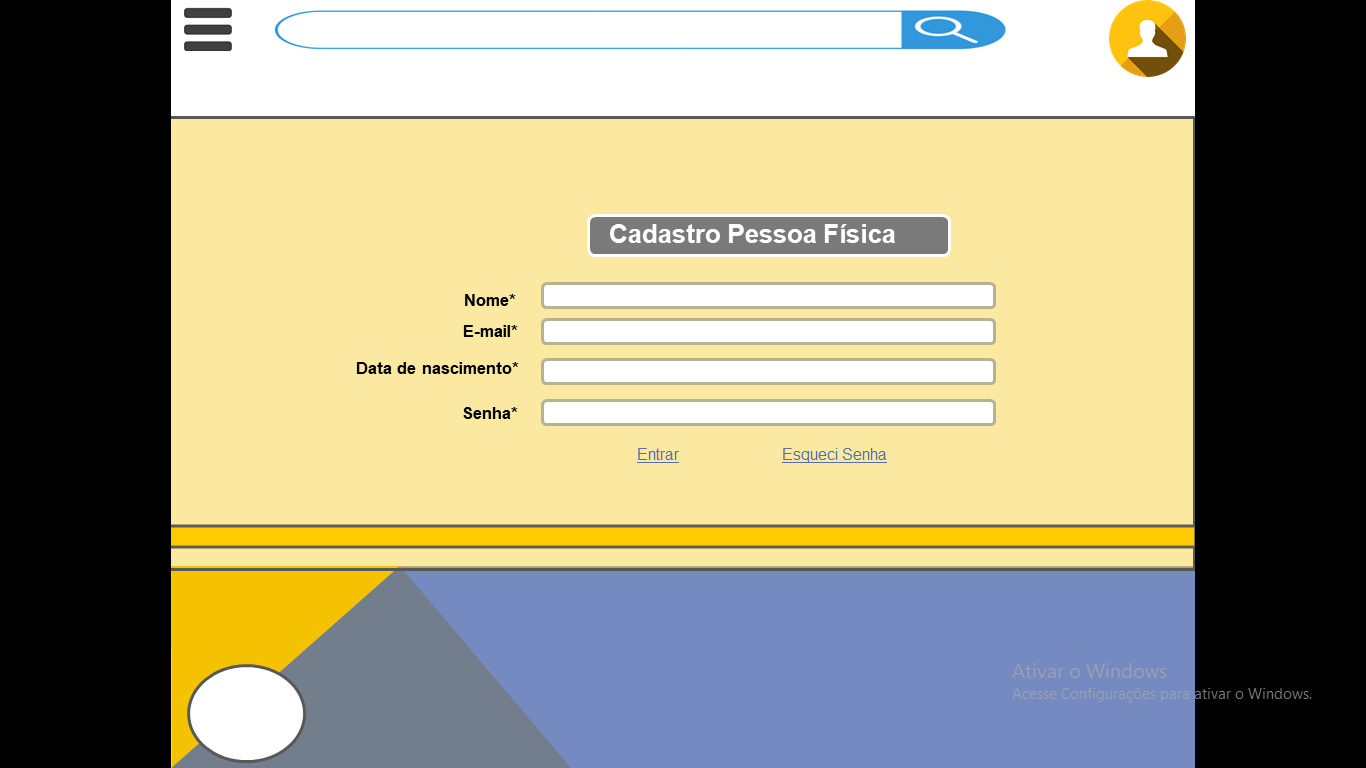 Cadastro Pessoa Física
Nome*
E-mail*
Data de nascimento*
Senha*
Entrar
Esqueci Senha
Ativar o Windows
Acesse Configurações para ativar o Windows.